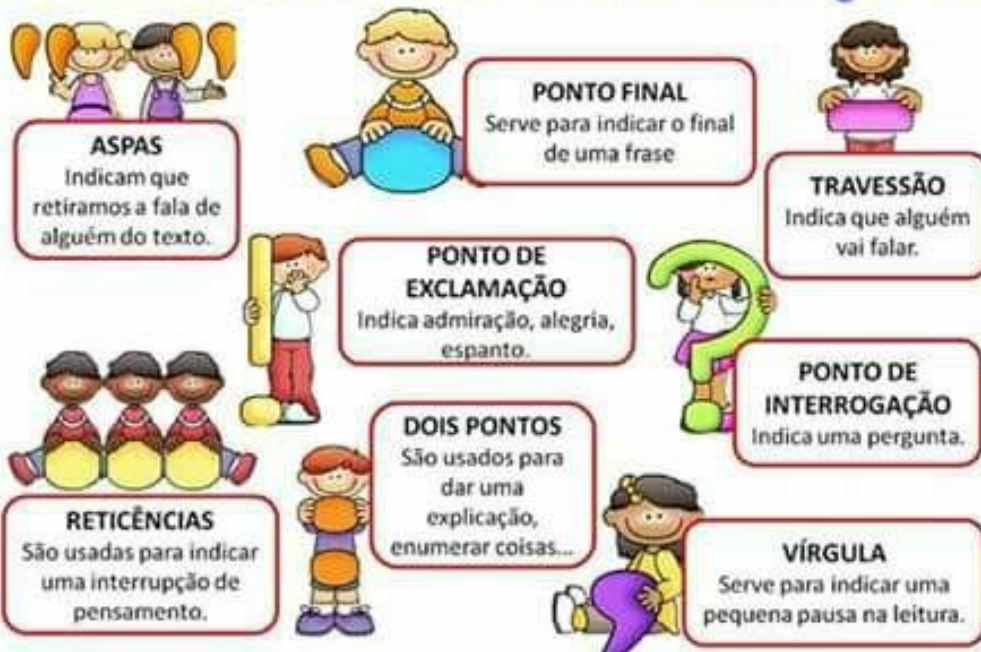 ASPAS
Indicam que
retiramos a fala de
alguém do texto.
PONTO FINAL
Serve para indicar o final
de uma frase
TRAVESSÃO
Indica que alguém
vai falar.
PONTO DE
EXCLAMAÇÃO
Indica admiração, alegria,
espanto.
PONTO DE
INTERROGAÇÃO
Indica uma pergunta.
RETICÊNCIAS
São usadas para indicar
uma interrupção de
pensamento.
DOIS PONTOS
São usados para
dar uma
explicação,
enumerar coisas...
VÍRGULA
Serve para indicar uma
pequena pausa na leitura.